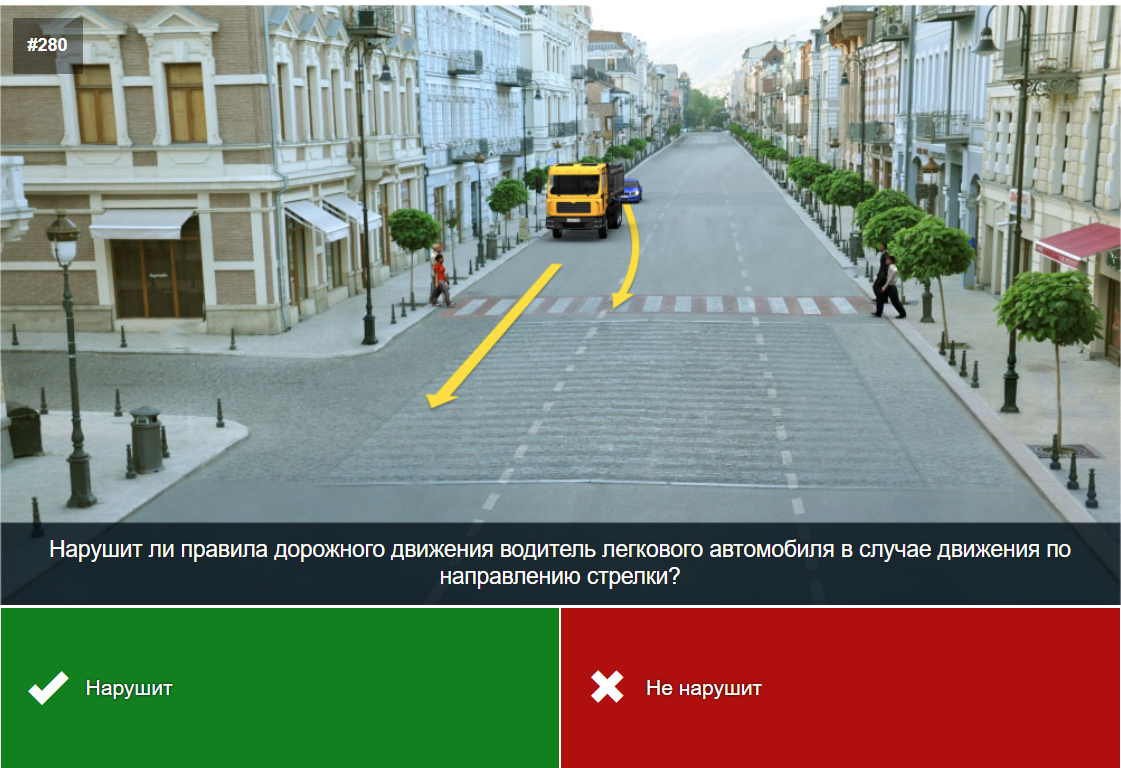 #280
Нарушит ли правила дорожного движения водитель легкового автомобиля в случае движения по
направлению стрелки?
Нарушит
Не нарушит